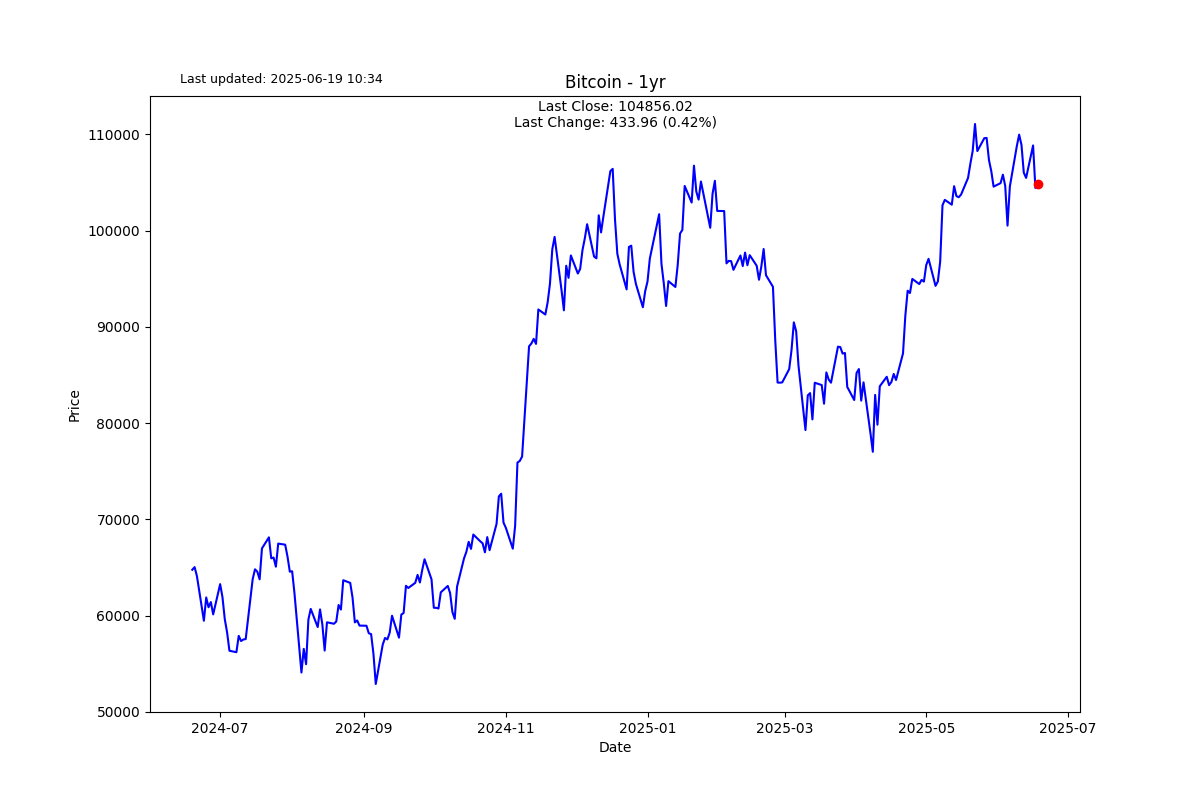 Last updated: 2025-06-19 10:34
Bitcoin - 1yr
Last Close: 104856.02
Last Change: 433.96 (0.42%)
110000
100000
90000
80000
70000
60000
50000
Price
2024-07 2024-09 2024-11 2025-01 2025-03 2025-05 2025-07
Date